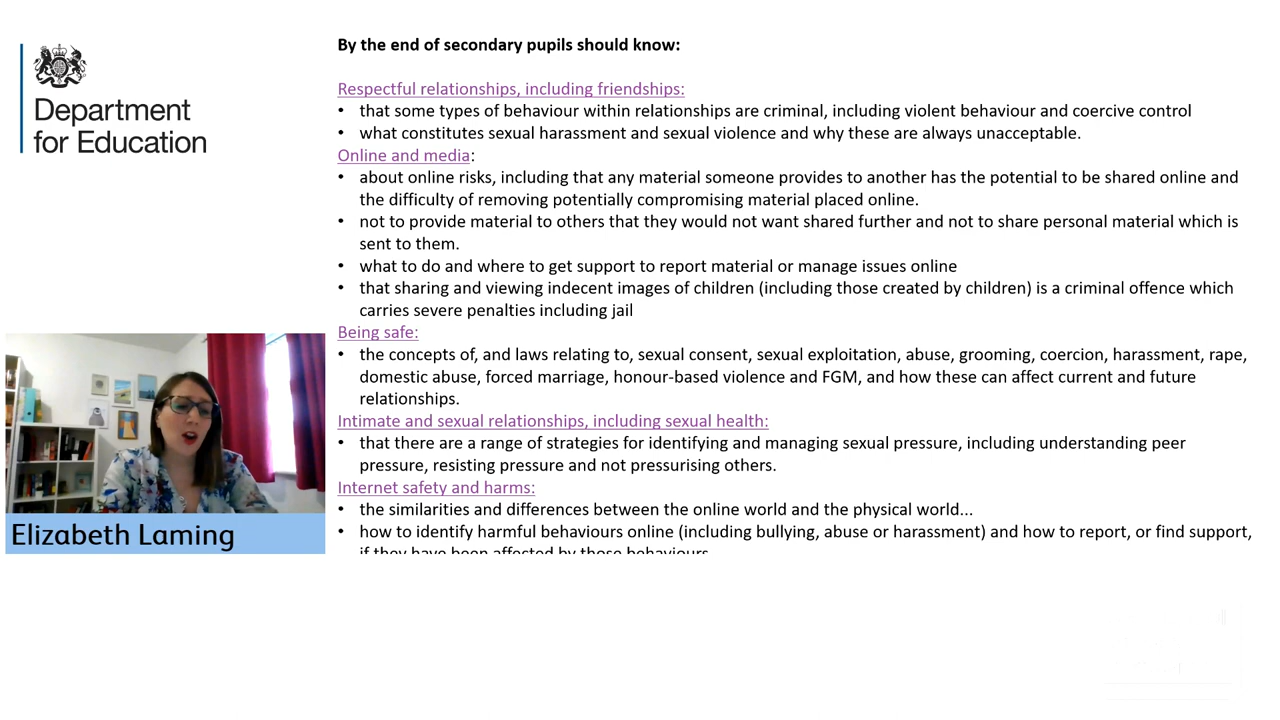 Department
for Education
By the end of secondary pupils should know:
Respectful relationships, including friendships:
• that some types of behaviour within relationships are criminal, including violent behaviour and coercive control
• what constitutes sexual harassment and sexual violence and why these are always unacceptable.
Online and media:
• about online risks, including that any material someone provides to another has the potential to be shared online and
the difficulty of removing potentially compromising material placed online.
• not to provide material to others that they would not want shared further and not to share personal material which is
sent to them.
• what to do and where to get support to report material or manage issues online
• that sharing and viewing indecent images of children (including those created by children) is a criminal offence which
carries severe penalties including jail
Being safe:
• the concepts of, and laws relating to, sexual consent, sexual exploitation, abuse, grooming, coercion, harassment, rape,
domestic abuse, forced marriage, honour-based violence and FGM, and how these can affect current and future
relationships.
Intimate and sexual relationships, including sexual health:
• that there are a range of strategies for identifying and managing sexual pressure, including understanding peer
pressure, resisting pressure and not pressurising others.
Internet safety and harms:
• the similarities and differences between the online world and the physical world...
• how to identify harmful behaviours online (including bullying, abuse or harassment) and how to report, or find support,
if they have been affected by those behaviours
Elizabeth Laming